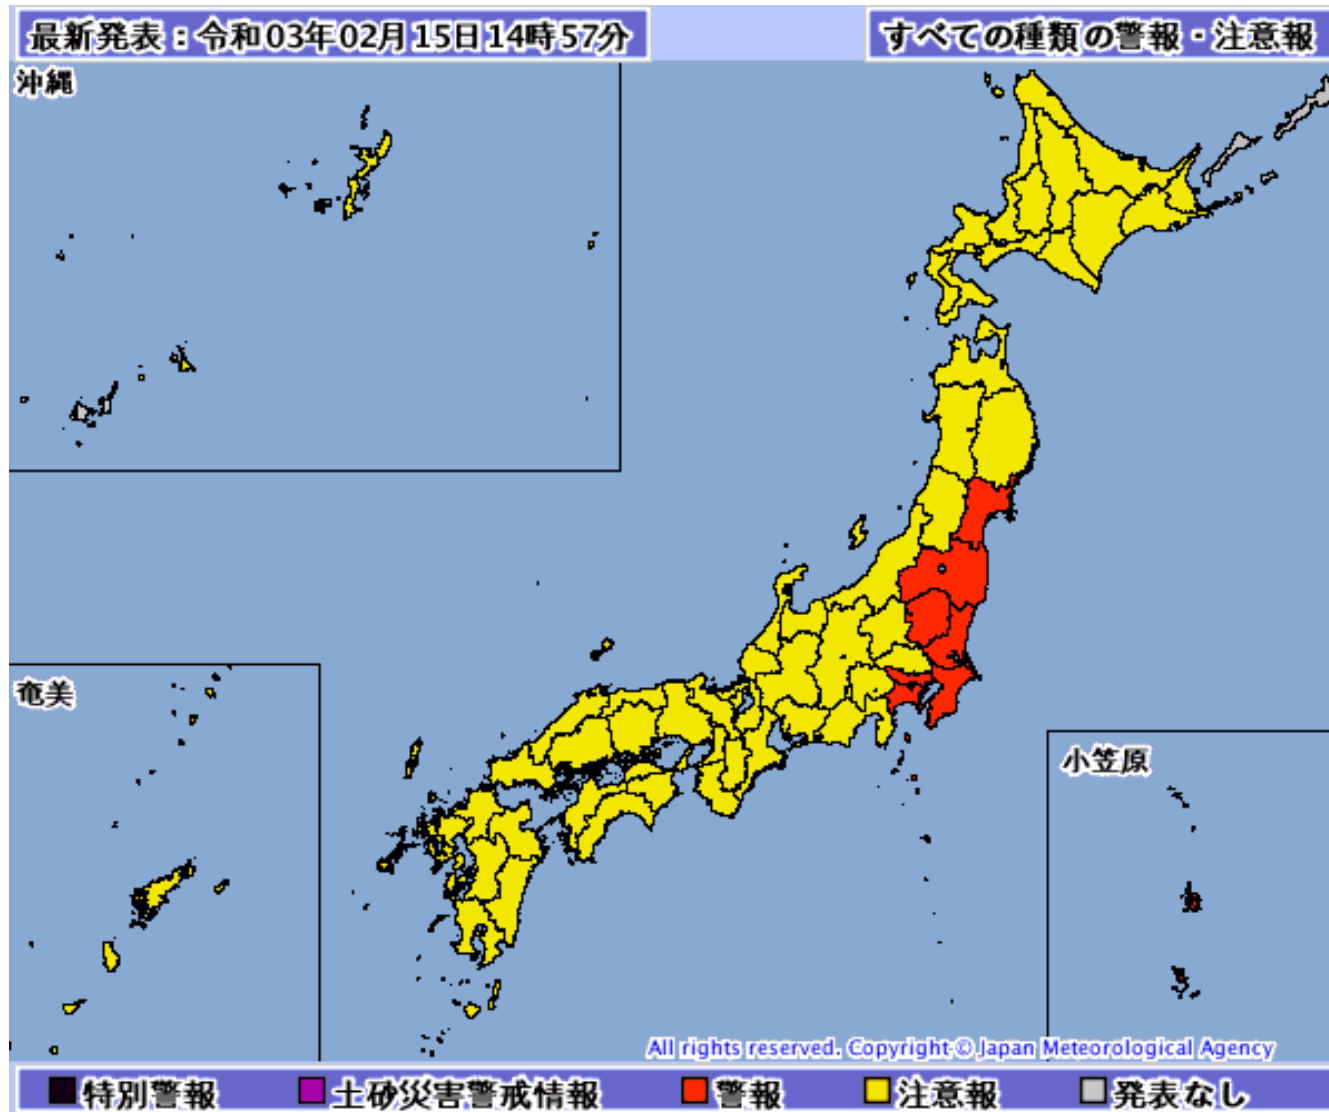 最新発表：令和03年02月15日14時57分
すべての種類の警報・注意報
沖縄
奄美
小笠原
All rights reserved. Copyright © Japan Meteorological Agency
特別警報
土砂災害警戒情報
警報
注意報
発表なし